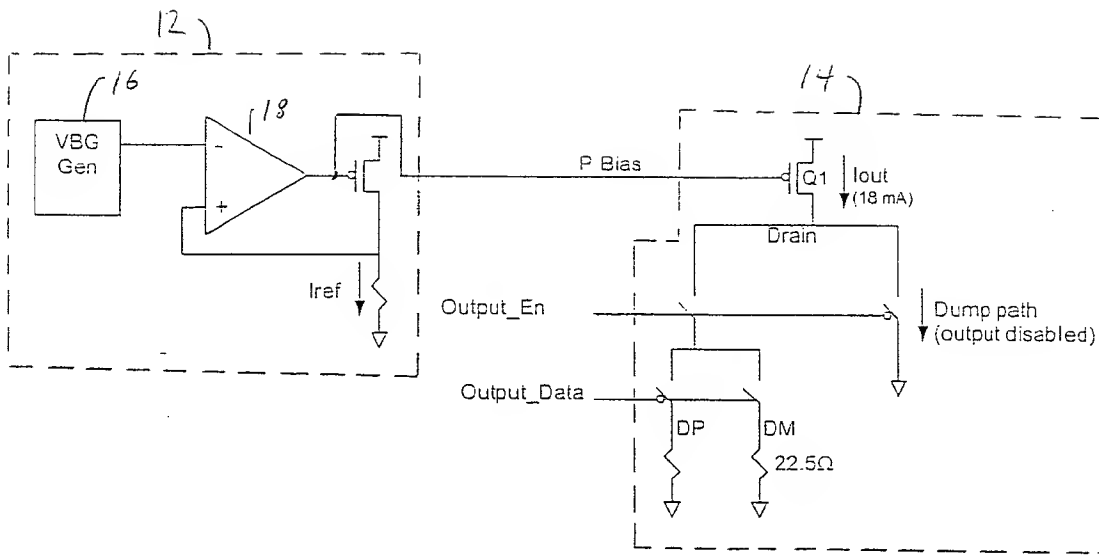 12
16
VBG
Gen
18
-
+
Iref
P Bias
14
Q1
Iout
(18 mA)
Drain
Output_En
Dump path
(output disabled)
Output_Data
DP
DM
22.5Ω